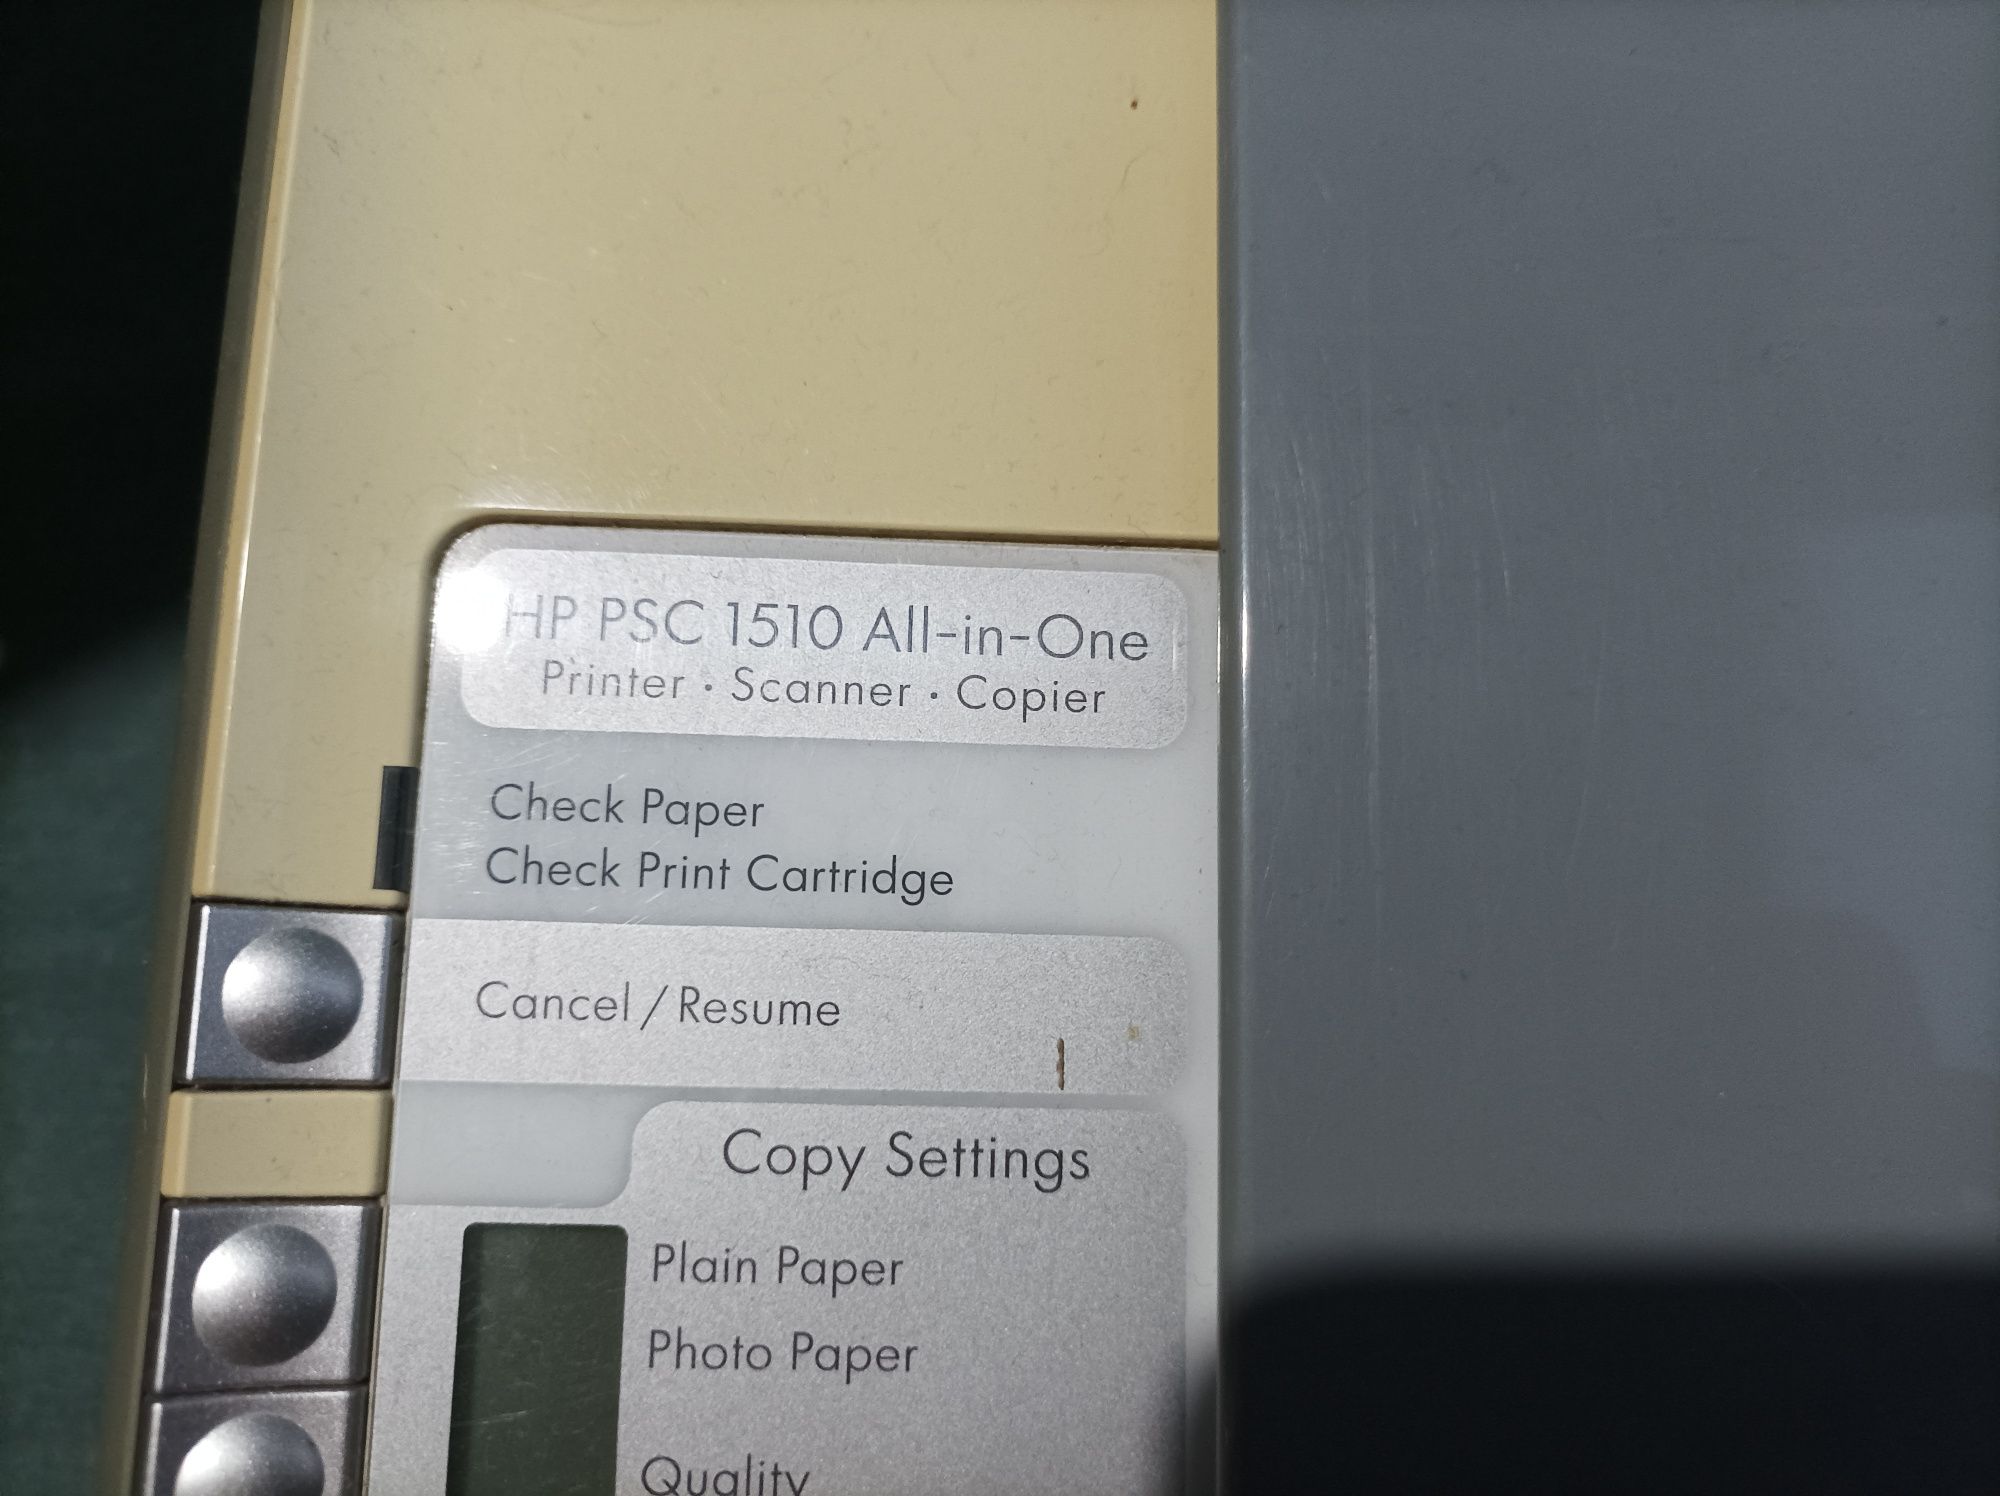 HP PSC 1510 All-in-One
Printer · Scanner · Copier
Check Paper
Check Print Cartridge
Cancel / Resume
Copy Settings
Plain Paper
Photo Paper
Quality